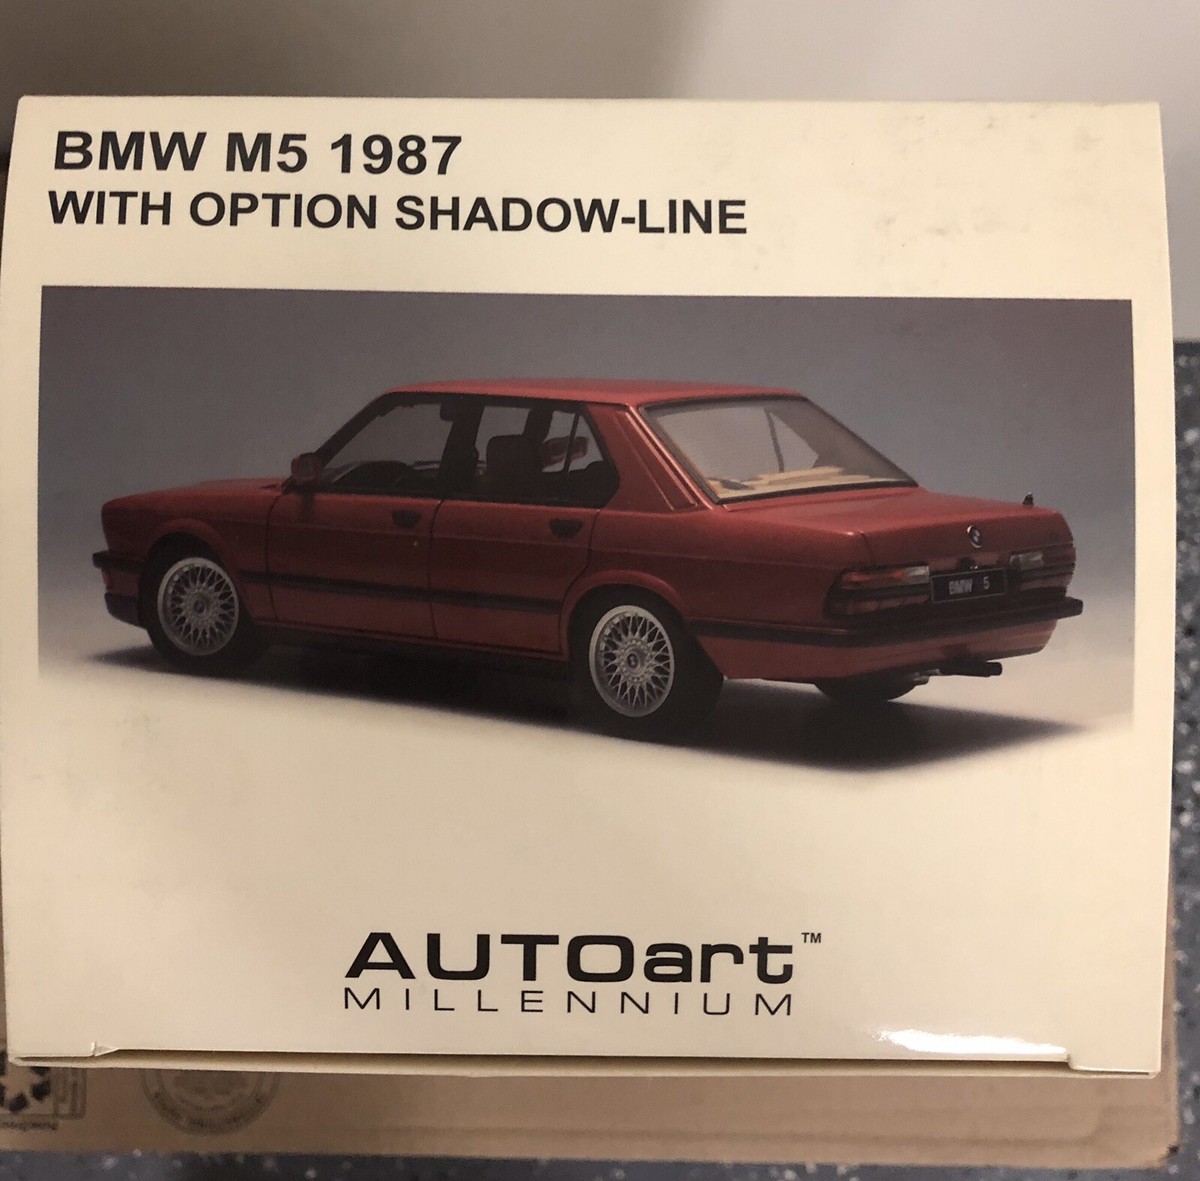 BMW M5 1987
WITH OPTION SHADOW-LINE
BMW 5
AUTOart™
MILLENNIUM